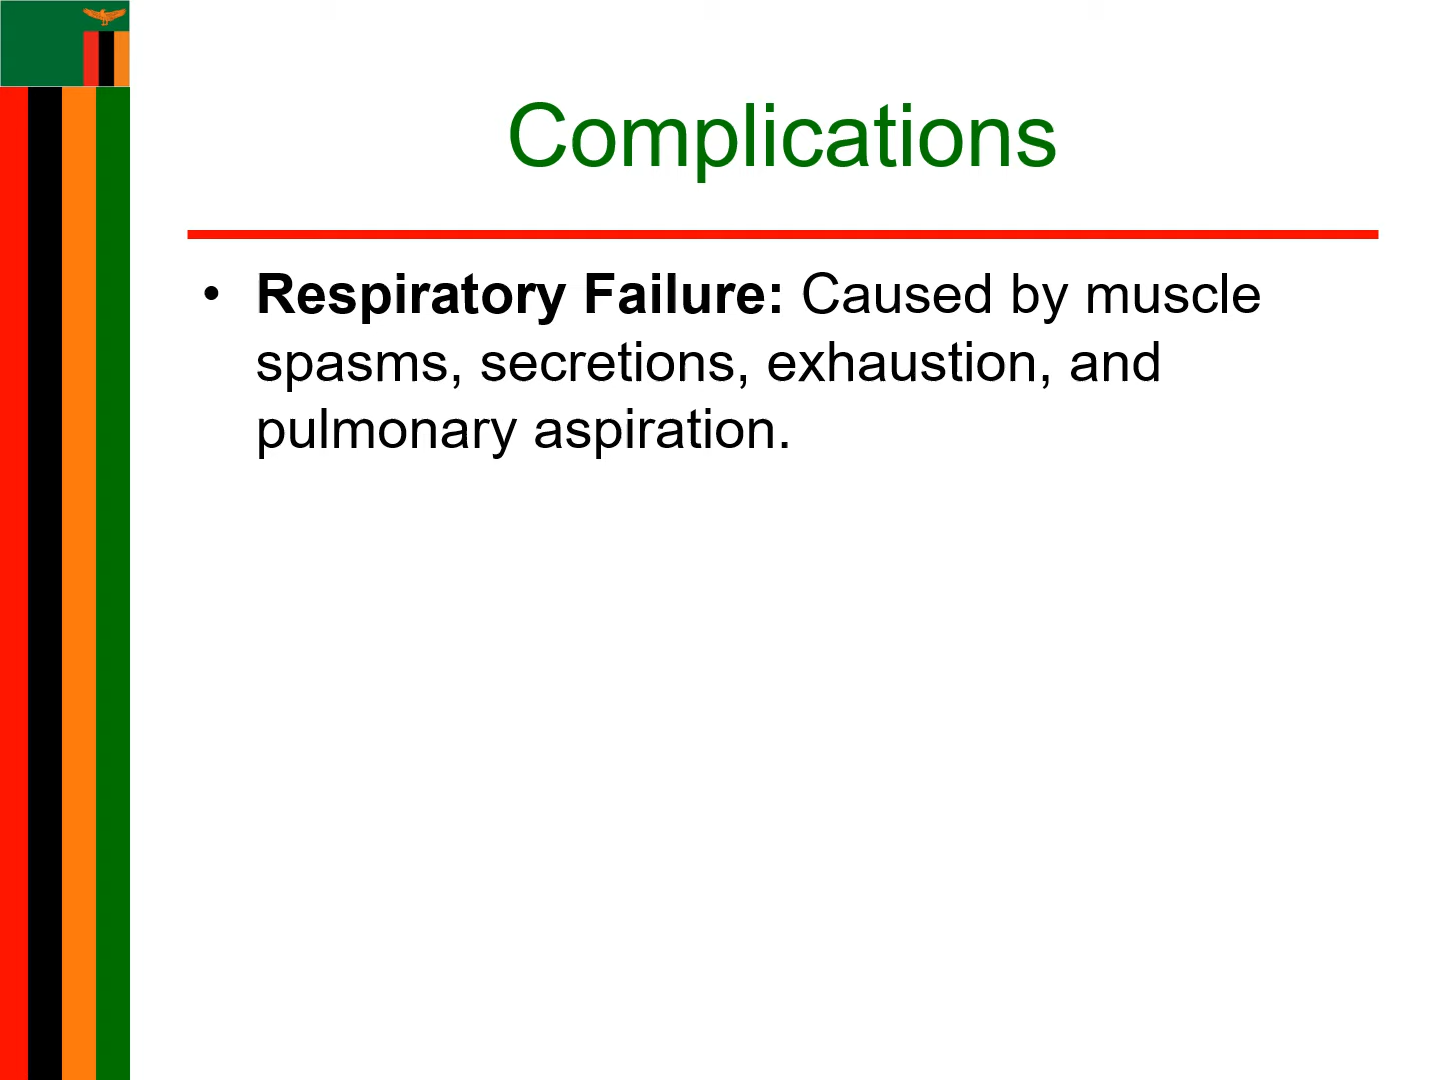 Complications
• Respiratory Failure: Caused by muscle
spasms, secretions, exhaustion, and
pulmonary aspiration.